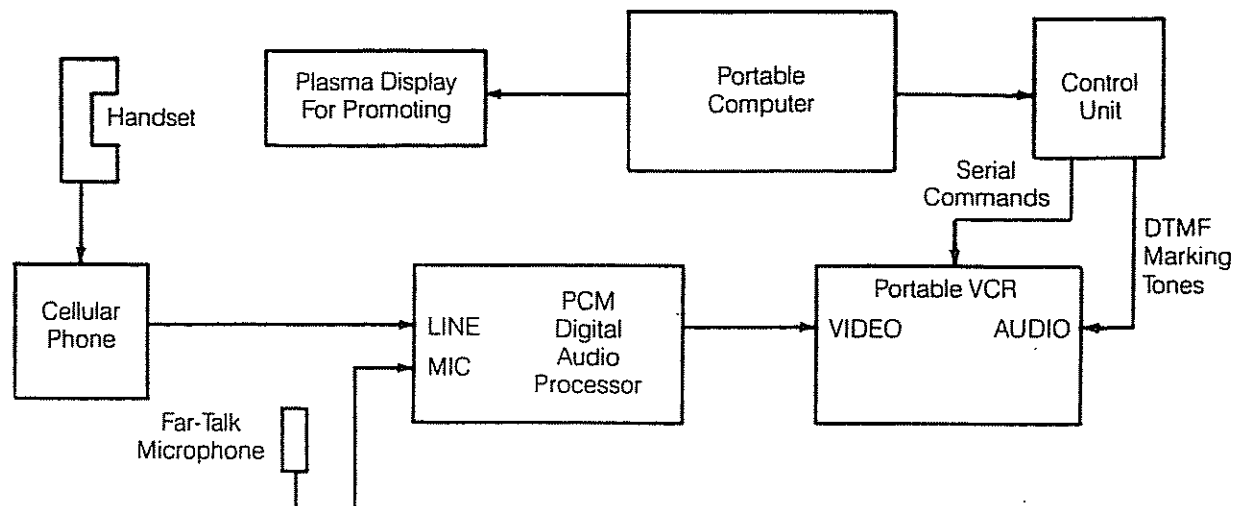 Handset
Plasma Display
For Promoting
Portable
Computer
Control
Unit
Serial
Commands
DTMF
Marking
Tones
Cellular
Phone
LINE
MIC
PCM
Digital
Audio
Processor
Portable VCR
VIDEO
AUDIO
Far-Talk
Microphone